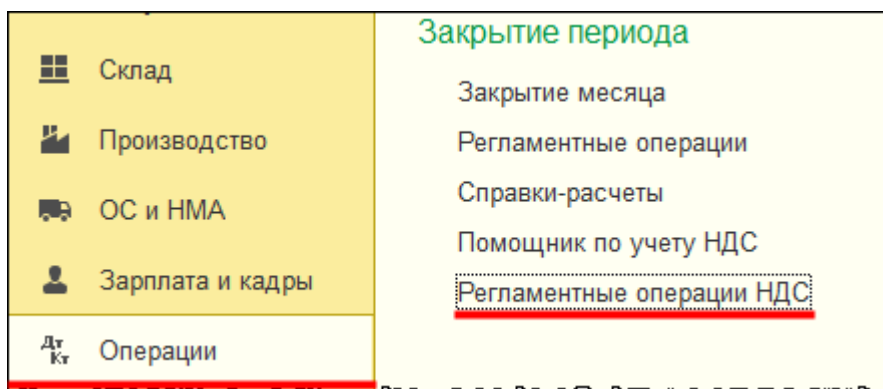 Склад
Производство
ОС и НМА
Зарплата и кадры
Дт
Кт
Операции
Закрытие периода
Закрытие месяца
Регламентные операции
Справки-расчеты
Помощник по учету НДС
Регламентные операции НДС